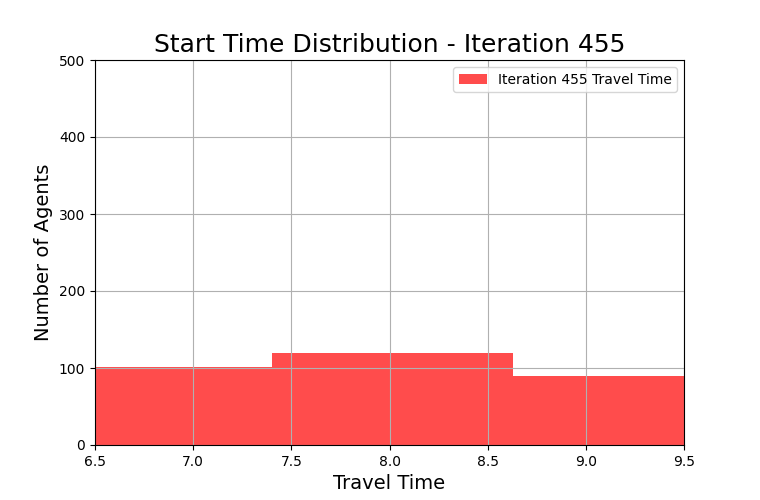 Start Time Distribution - Iteration 455
Iteration 455 Travel Time
Number of Agents
500
400
300
200
100
0
6.5 7.0 7.5 8.0 8.5 9.0 9.5
Travel Time